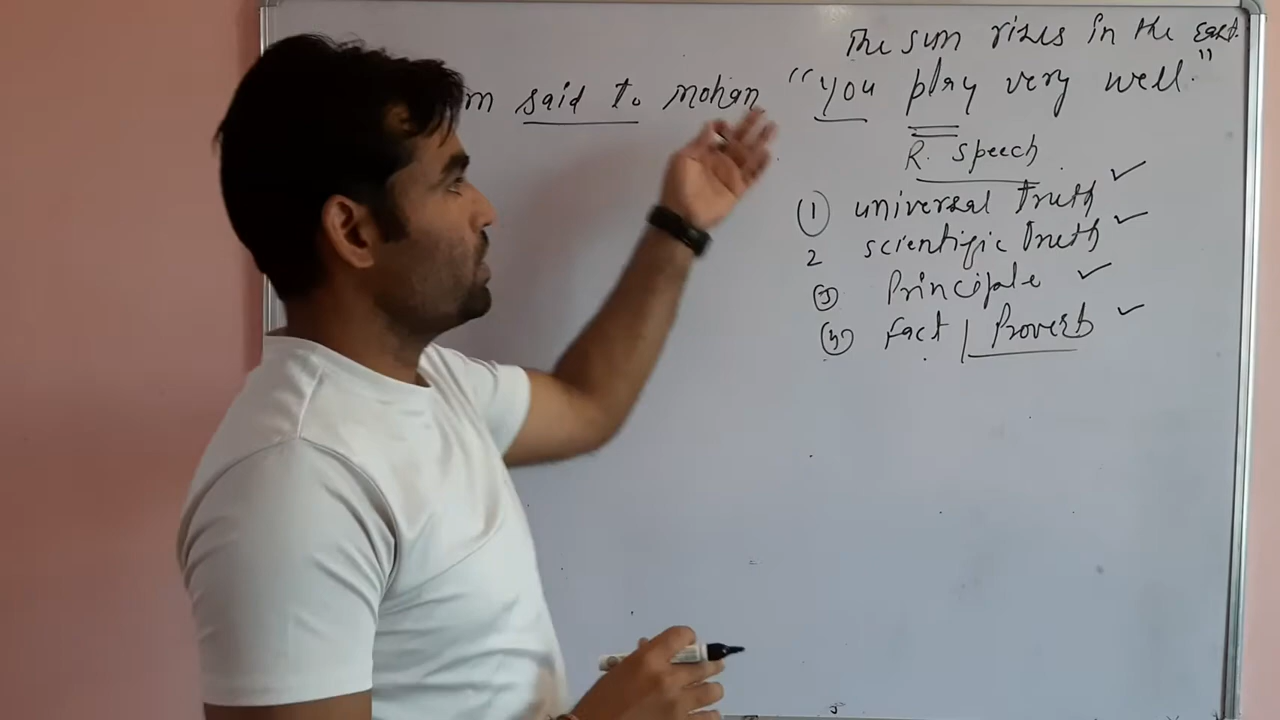 The sun rises in the east.
m said to mohan "you play very well."
R. speech
(1) universal truth ✓
2 scientific truth ✓
(3) Principale ✓
(4) fact | Proverb ✓